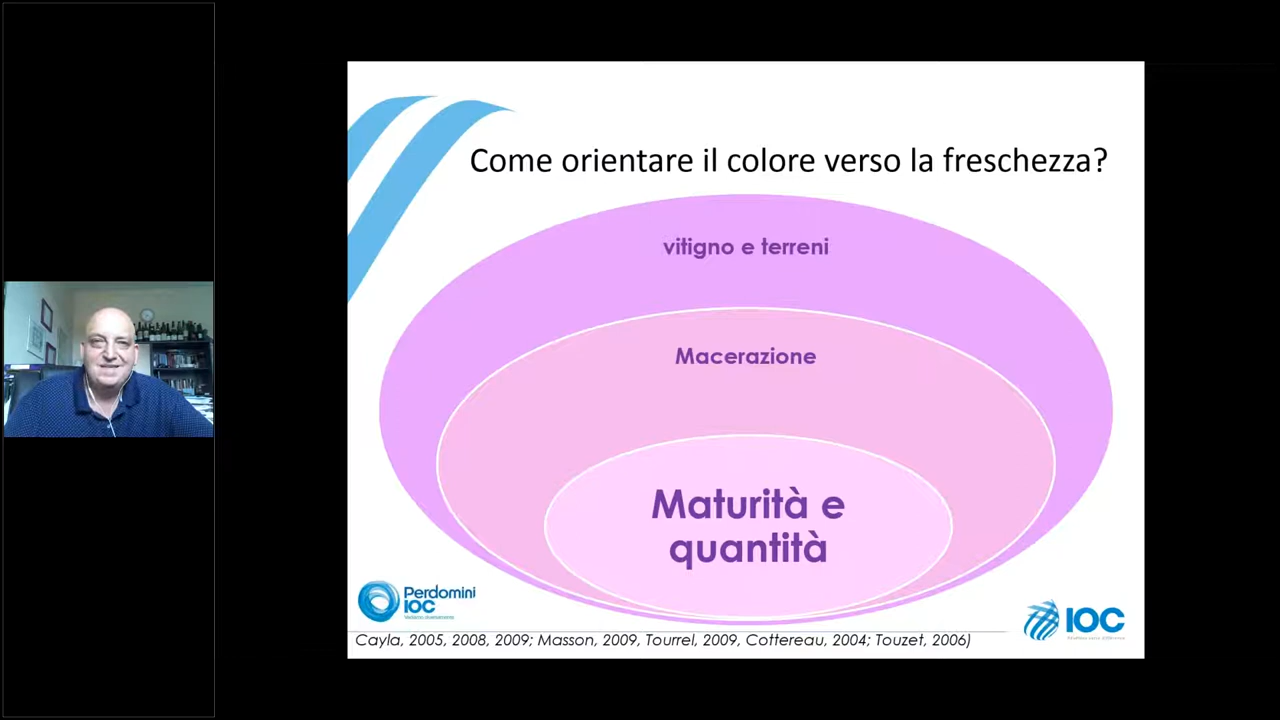 Come orientare il colore verso la freschezza?
vitigno e terreni
Macerazione
Maturità e
quantità
Perdomini
IOC
IOC
Cayla, 2005, 2008, 2009; Masson, 2009, Tourrel, 2009, Cottereau, 2004; Touzet, 2006)